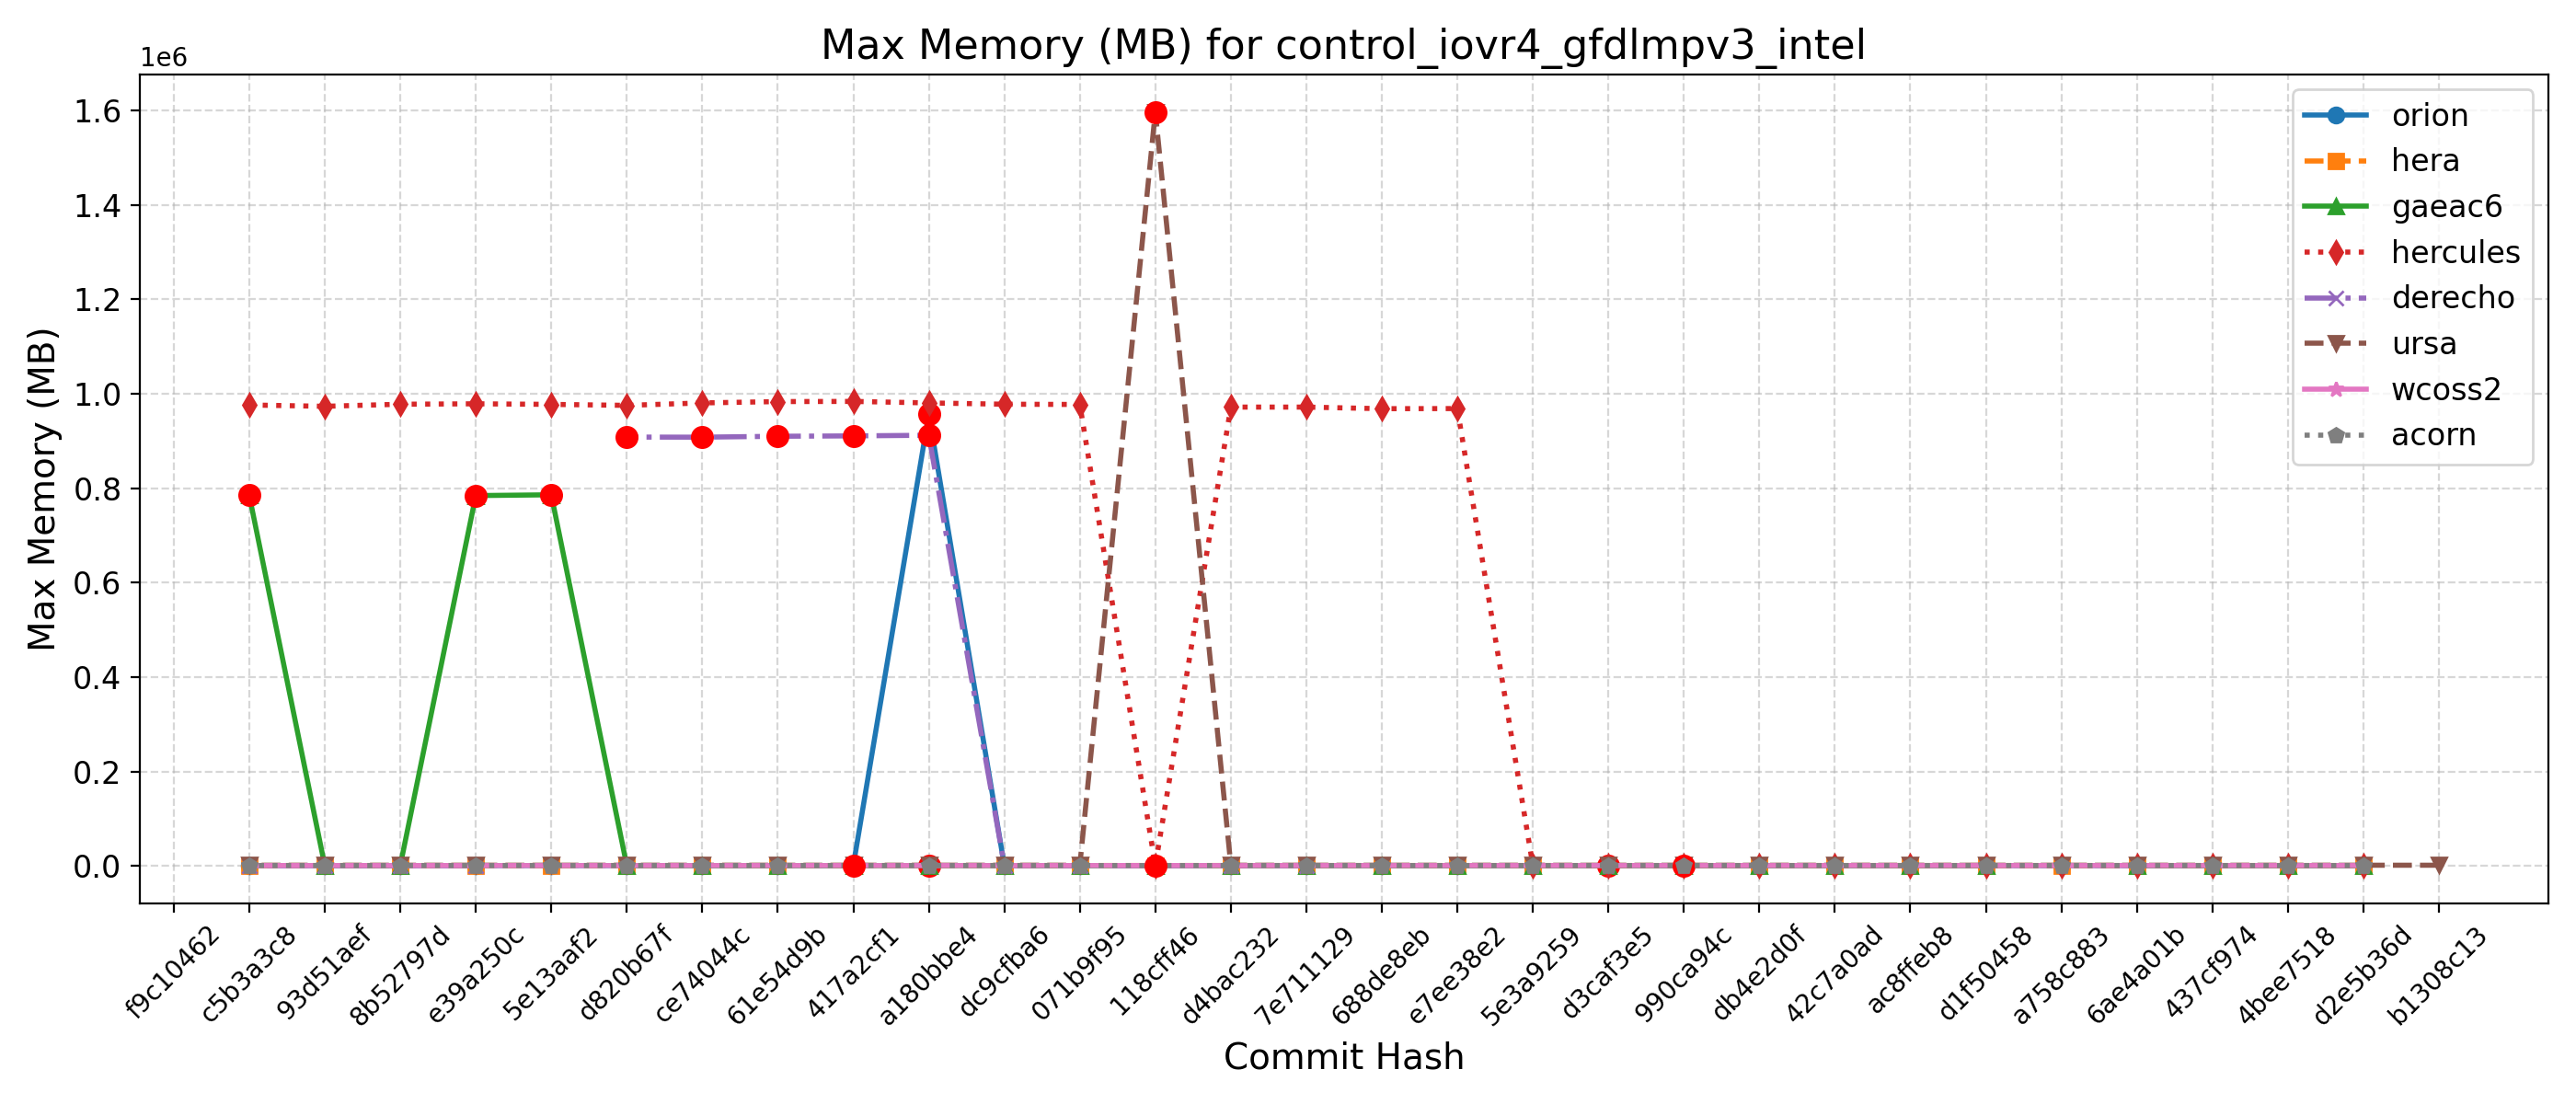 Max Memory (MB) for control_iovr4_gfdlmpv3_intel
1e6
1.6
1.4
1.2
1.0
0.8
0.6
0.4
0.2
0.0
Max Memory (MB)
orion
hera
gaeac6
hercules
derecho
ursa
wcoss2
acorn
f9c10462
c5b3a3c8
93d51aef
8b52797d
e39a250c
5e13aaf2
d820b67f
ce74044c
61e54d9b
417a2cf1
a180bbe4
dc9cfba6
071b9f95
118cff46
d4bac232
7e711129
688de8eb
e7ee38e2
5e3a9259
d3caf3e5
990ca94c
db4e2d0f
42c7a0ad
ac8ffeb8
d1f50458
a758c883
6ae4a01b
437cf974
4bee7518
d2e5b36d
b1308c13
Commit Hash